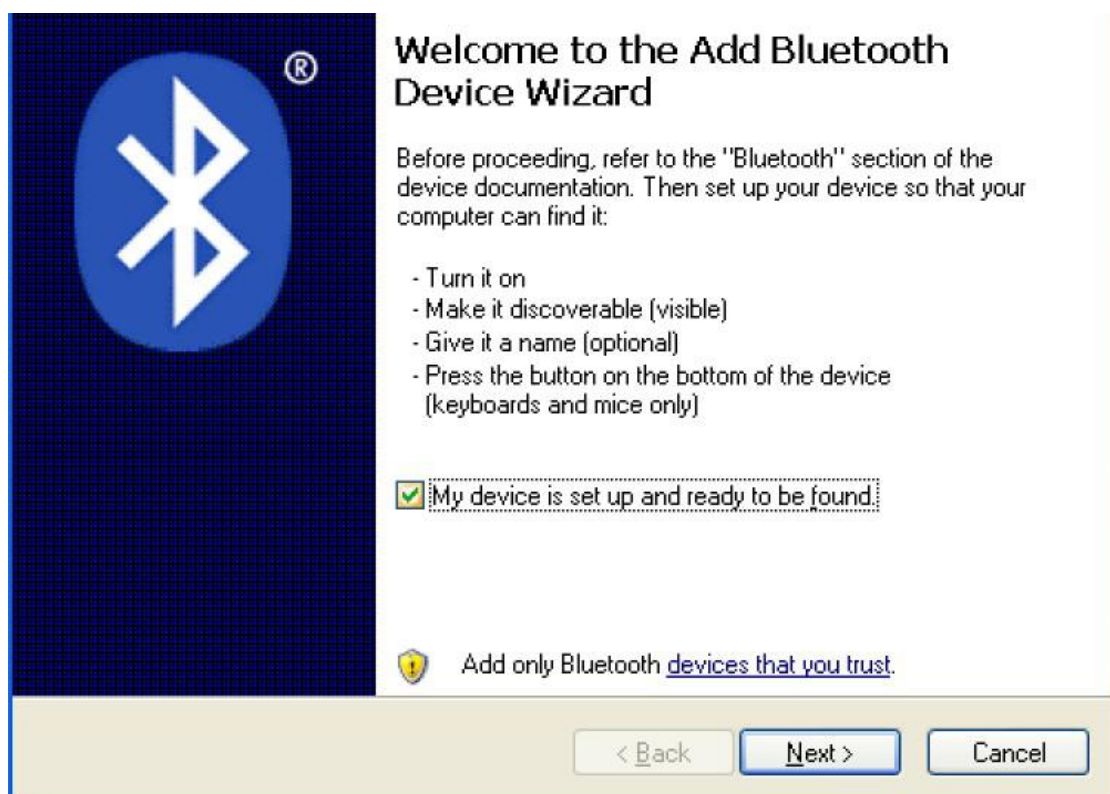 ®
Welcome to the Add Bluetooth
Device Wizard
Before proceeding, refer to the "Bluetooth" section of the
device documentation. Then set up your device so that your
computer can find it:
- Turn it on
- Make it discoverable (visible)
- Give it a name (optional)
- Press the button on the bottom of the device
(keyboards and mice only)
My device is set up and ready to be found.
Add only Bluetooth devices that you trust.
< Back Next > Cancel